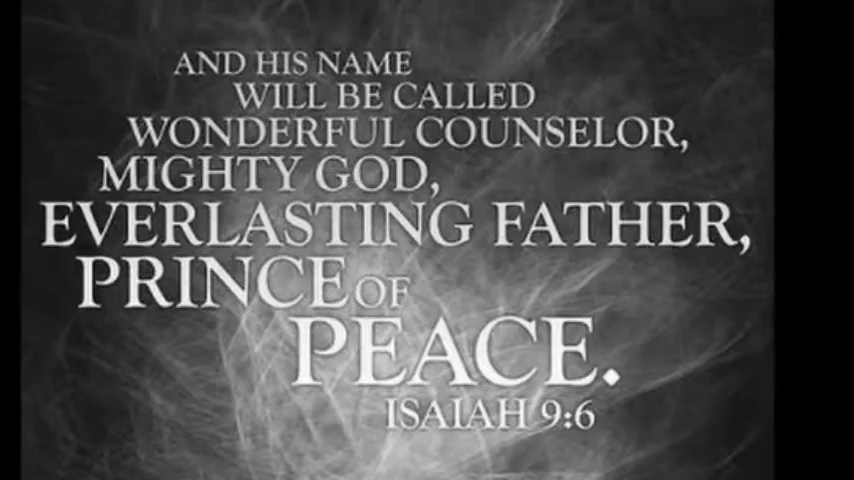 AND HIS NAME
WILL BE CALLED
WONDERFUL COUNSELOR,
MIGHTY GOD,
EVERLASTING FATHER,
PRINCE OF
PEACE.
ISAIAH 9:6